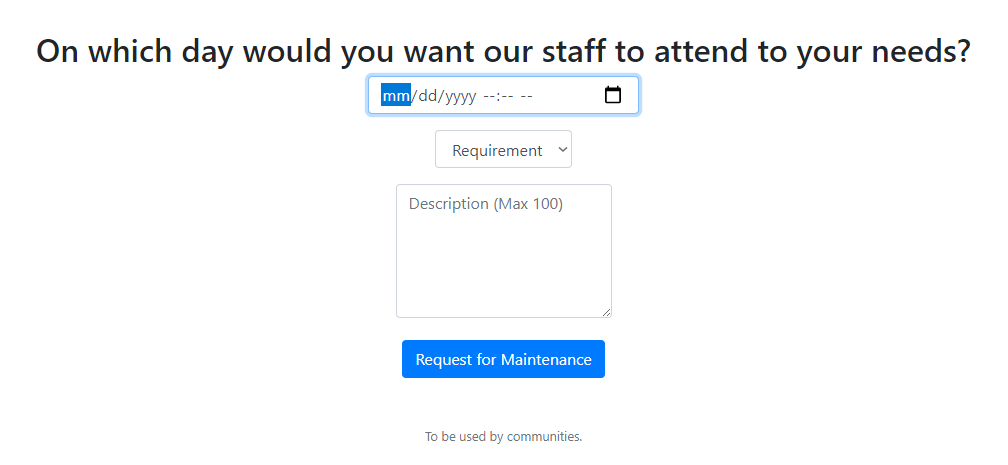 On which day would you want our staff to attend to your needs?
mm/dd/yyyy --:-- --
Requirement
Description (Max 100)
Request for Maintenance
To be used by communities.